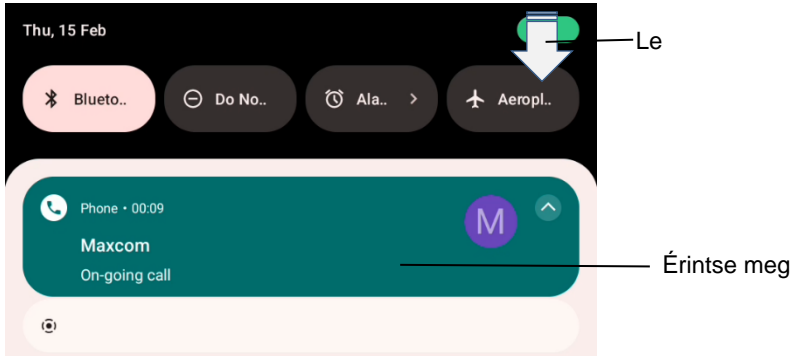 Thu, 15 Feb
Le
Blueto..
Do No..
Ala..
Aeropl..
Phone • 00:09
M
Maxcom
On-going call
Érintse meg